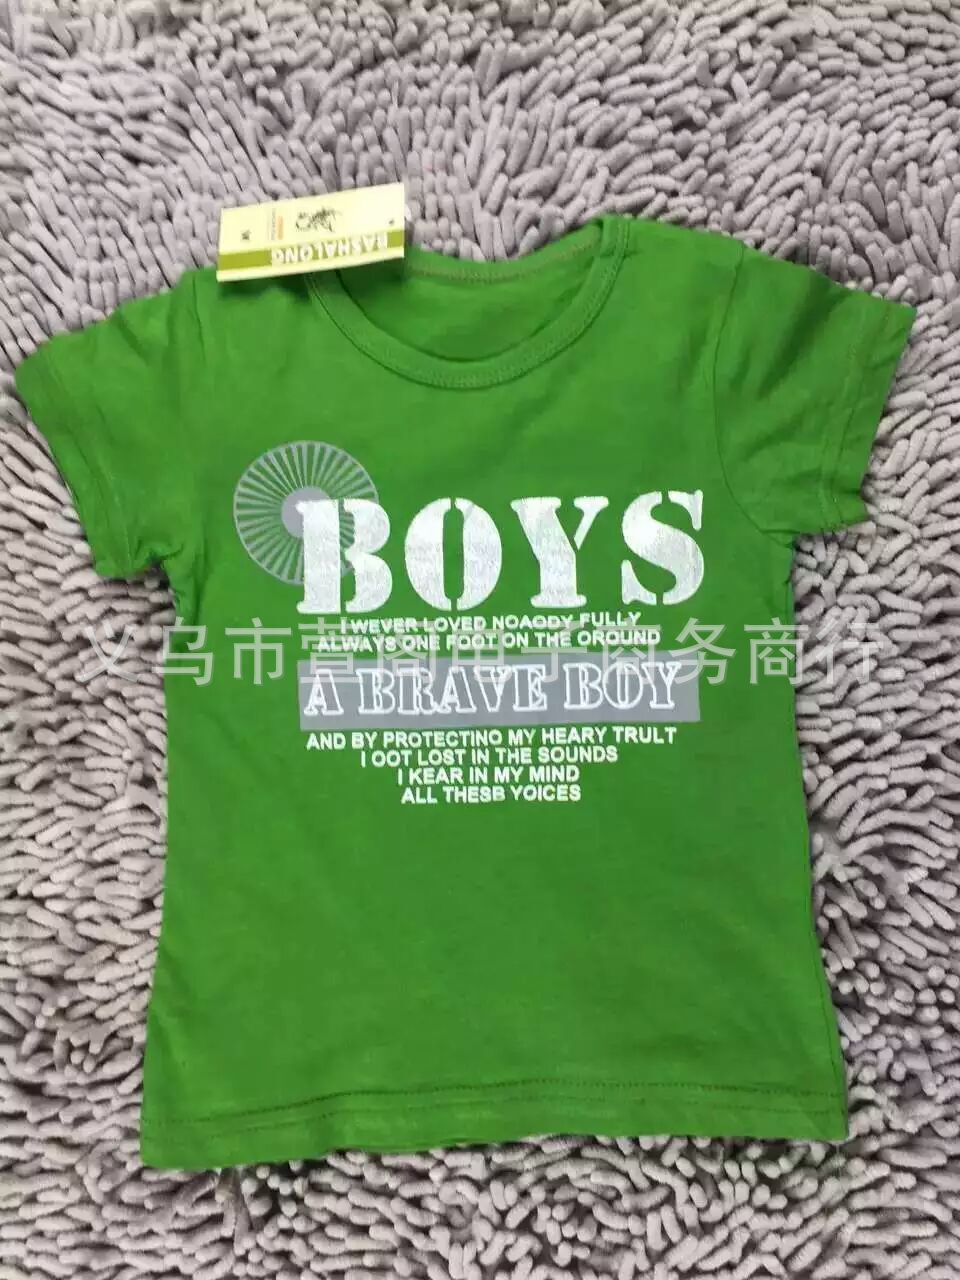 BASHALONG
BOYS
I WEVER LOVED NOAODY FULLY
ALWAYS ONE FOOT ON THE OROUND
义乌市萱阁电子商务商行
A BRAVE BOY
AND BY PROTECTINO MY HEARY TRULT
I OOT LOST IN THE SOUNDS
I KEAR IN MY MIND
ALL THESB YOICES